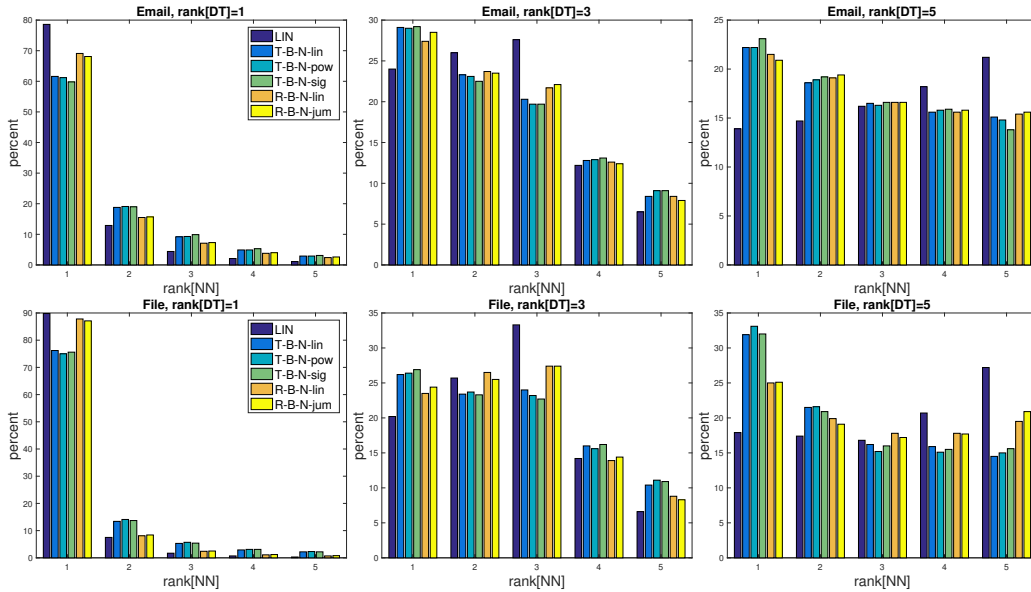 Email, rank[DT]=1
80
70
60
50
40
30
20
10
0
percent
1 2 3 4 5
rank[NN]
LIN
T-B-N-lin
T-B-N-pow
T-B-N-sig
R-B-N-lin
R-B-N-jum
Email, rank[DT]=3
30
25
20
15
10
5
0
percent
1 2 3 4 5
rank[NN]
Email, rank[DT]=5
25
20
15
10
5
0
percent
1 2 3 4 5
rank[NN]
File, rank[DT]=1
90
80
70
60
50
40
30
20
10
0
percent
1 2 3 4 5
rank[NN]
LIN
T-B-N-lin
T-B-N-pow
T-B-N-sig
R-B-N-lin
R-B-N-jum
File, rank[DT]=3
35
30
25
20
15
10
5
0
percent
1 2 3 4 5
rank[NN]
File, rank[DT]=5
35
30
25
20
15
10
5
0
percent
1 2 3 4 5
rank[NN]